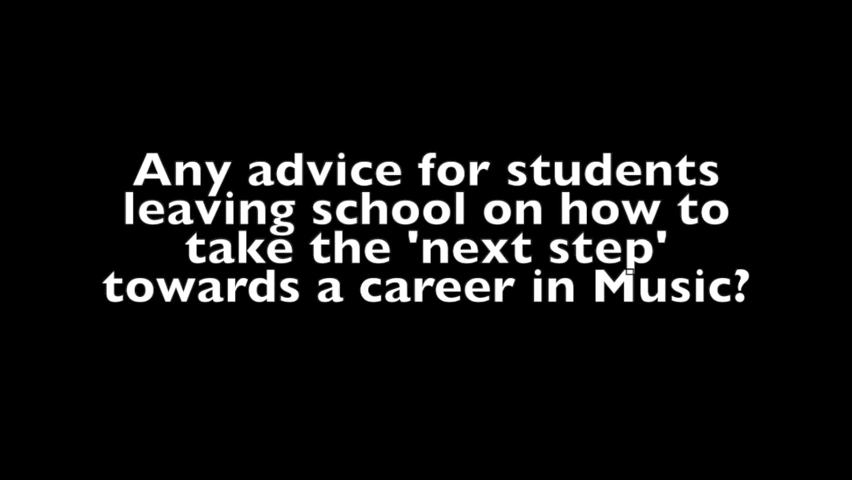 Any advice for students
leaving school on how to
take the 'next step'
towards a career in Music?